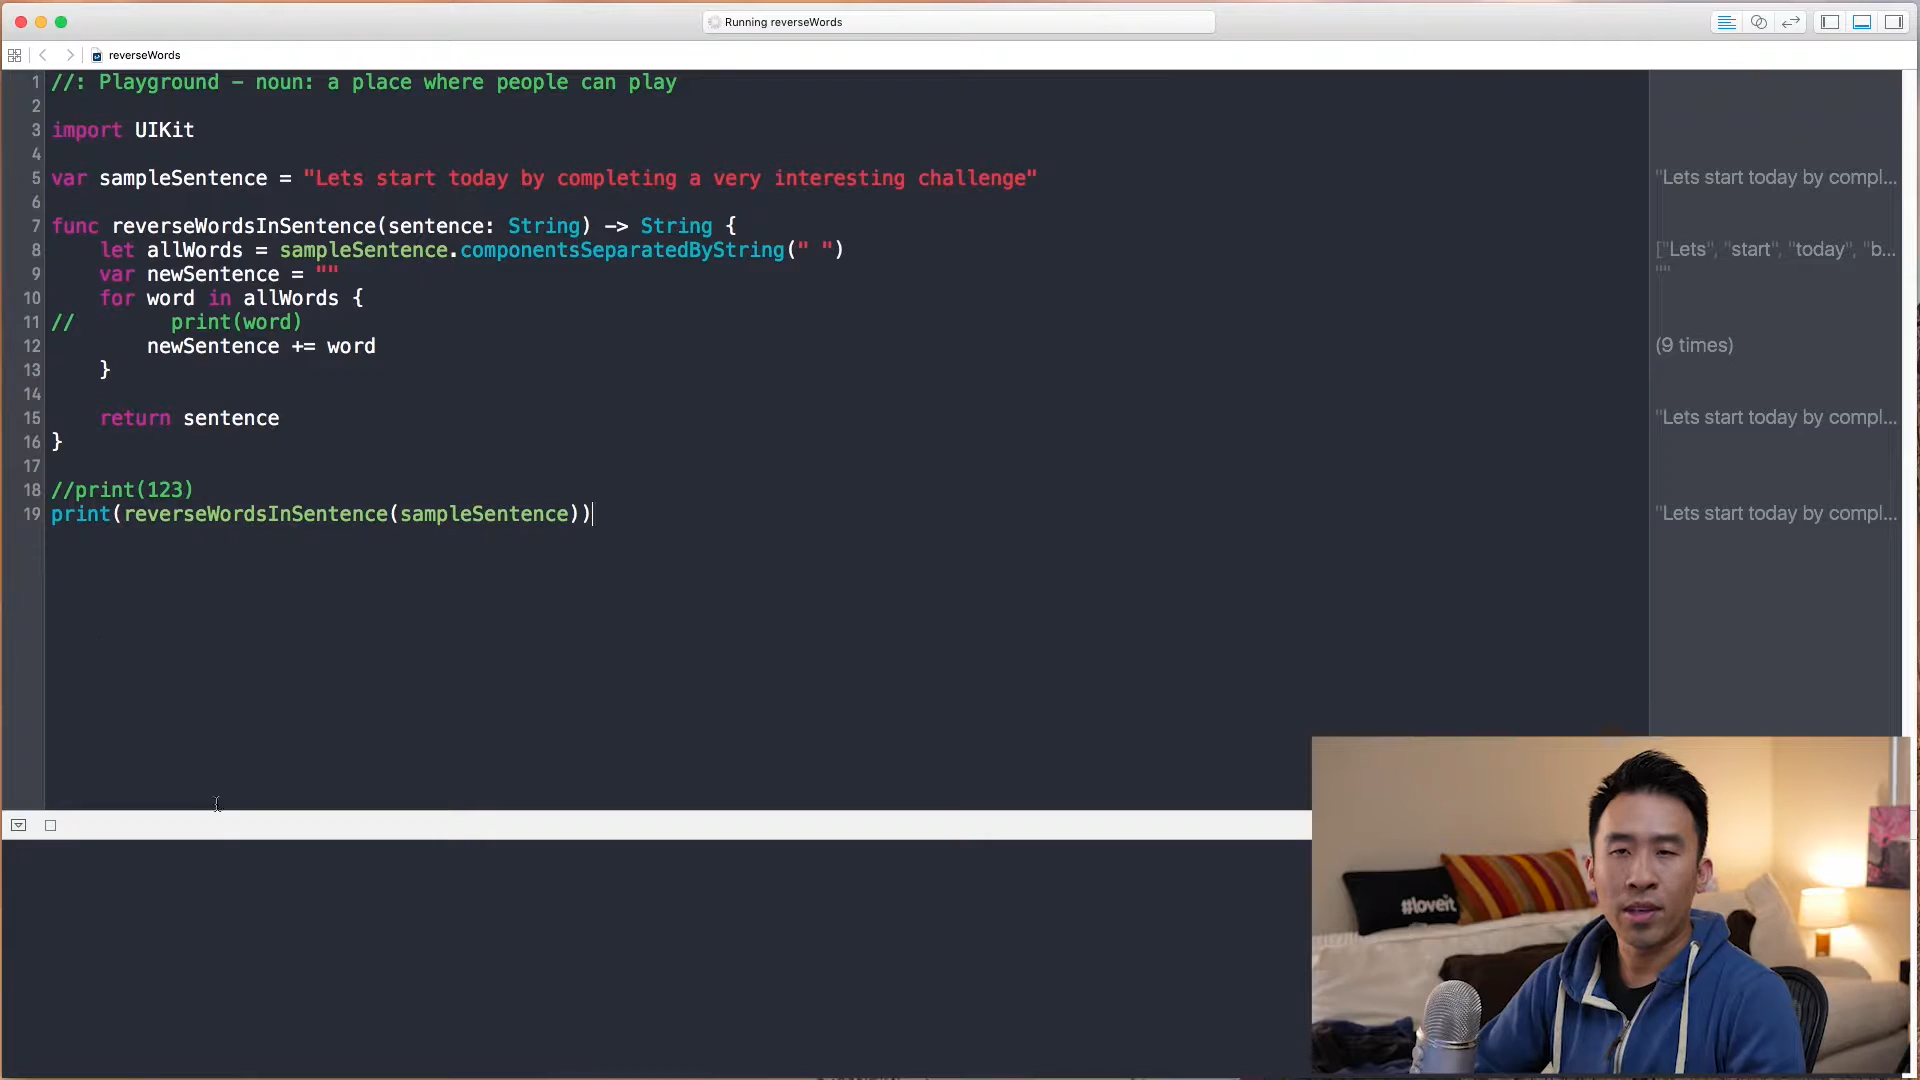 Running reverseWords
reverseWords
1 //: Playground - noun: a place where people can play
2
3 import UIKit
4
5 var sampleSentence = "Lets start today by completing a very interesting challenge"
"Lets start today by compl...
6
7 func reverseWordsInSentence(sentence: String) -> String {
8 let allWords = sampleSentence.componentsSeparatedByString(" ")
["Lets", "start", "today", "b...
9 var newSentence = ""
""
10 for word in allWords {
11 // print(word)
12 newSentence += word
(9 times)
13 }
14
15 return sentence
"Lets start today by compl...
16 }
17
18 //print(123)
19 print(reverseWordsInSentence(sampleSentence))
"Lets start today by compl...
#loveit